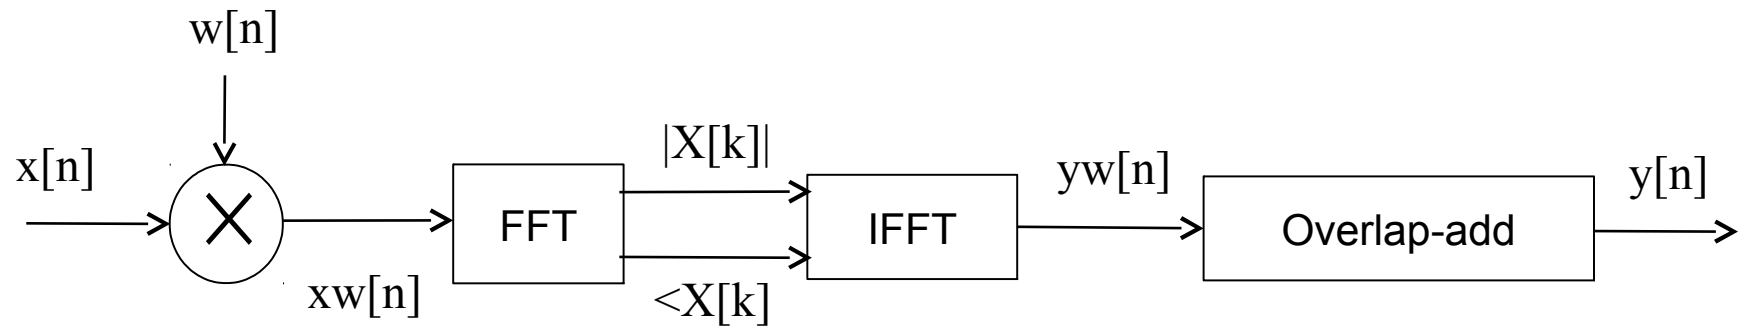 w[n]
x[n]
xw[n]
FFT
|X[k]|
<X[k]
IFFT
yw[n]
Overlap-add
y[n]